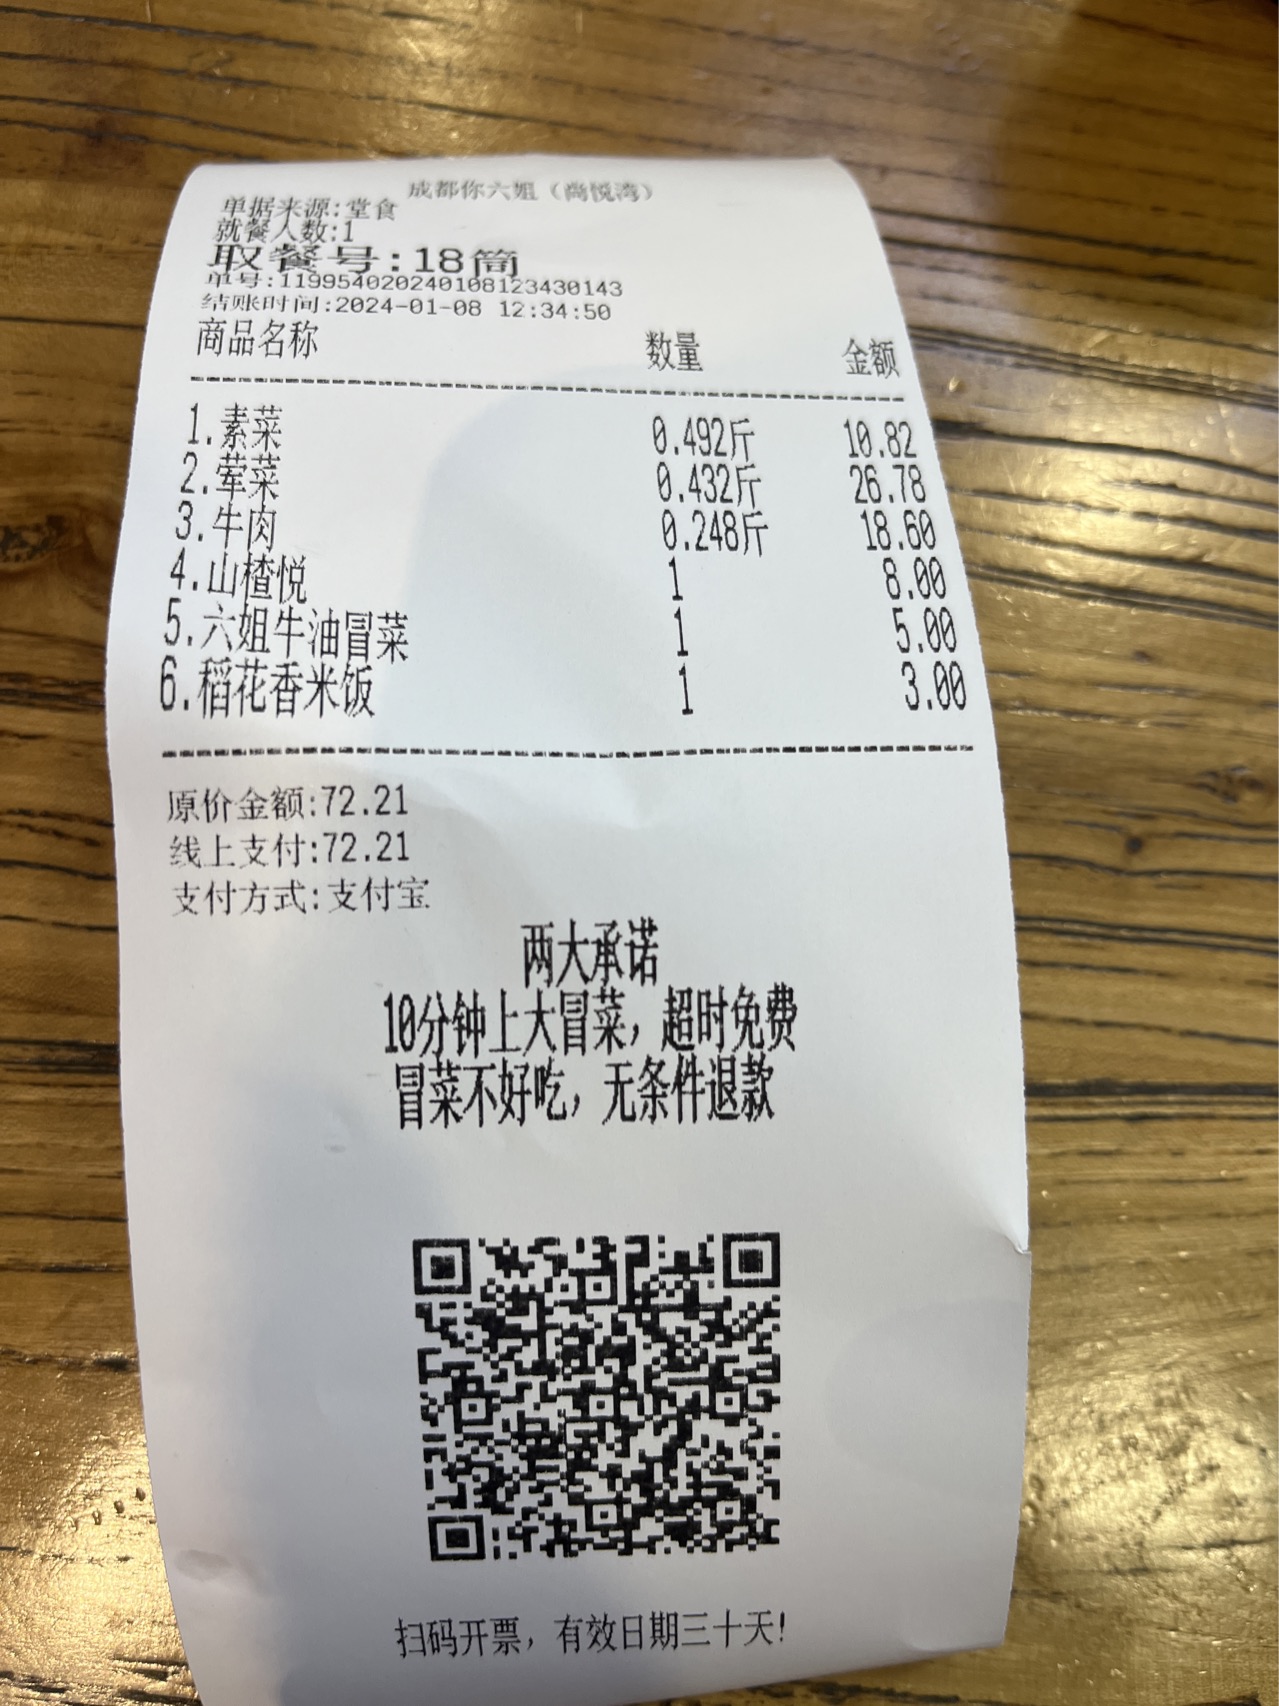 成都你六姐（尚悦湾）
单据来源:堂食
就餐人数:1
取餐号:18筒
单号:119954020240108123430143
结账时间:2024-01-08 12:34:50
商品名称 数量 金额
1.素菜 0.492斤 10.82
2.荤菜 0.432斤 26.78
3.牛肉 0.248斤 18.60
4.山楂悦 1 8.00
5.六姐牛油冒菜 1 5.00
6.稻花香米饭 1 3.00
原价金额:72.21
线上支付:72.21
支付方式:支付宝
两大承诺
10分钟上大冒菜，超时免费
冒菜不好吃，无条件退款
扫码开票，有效日期三十天!